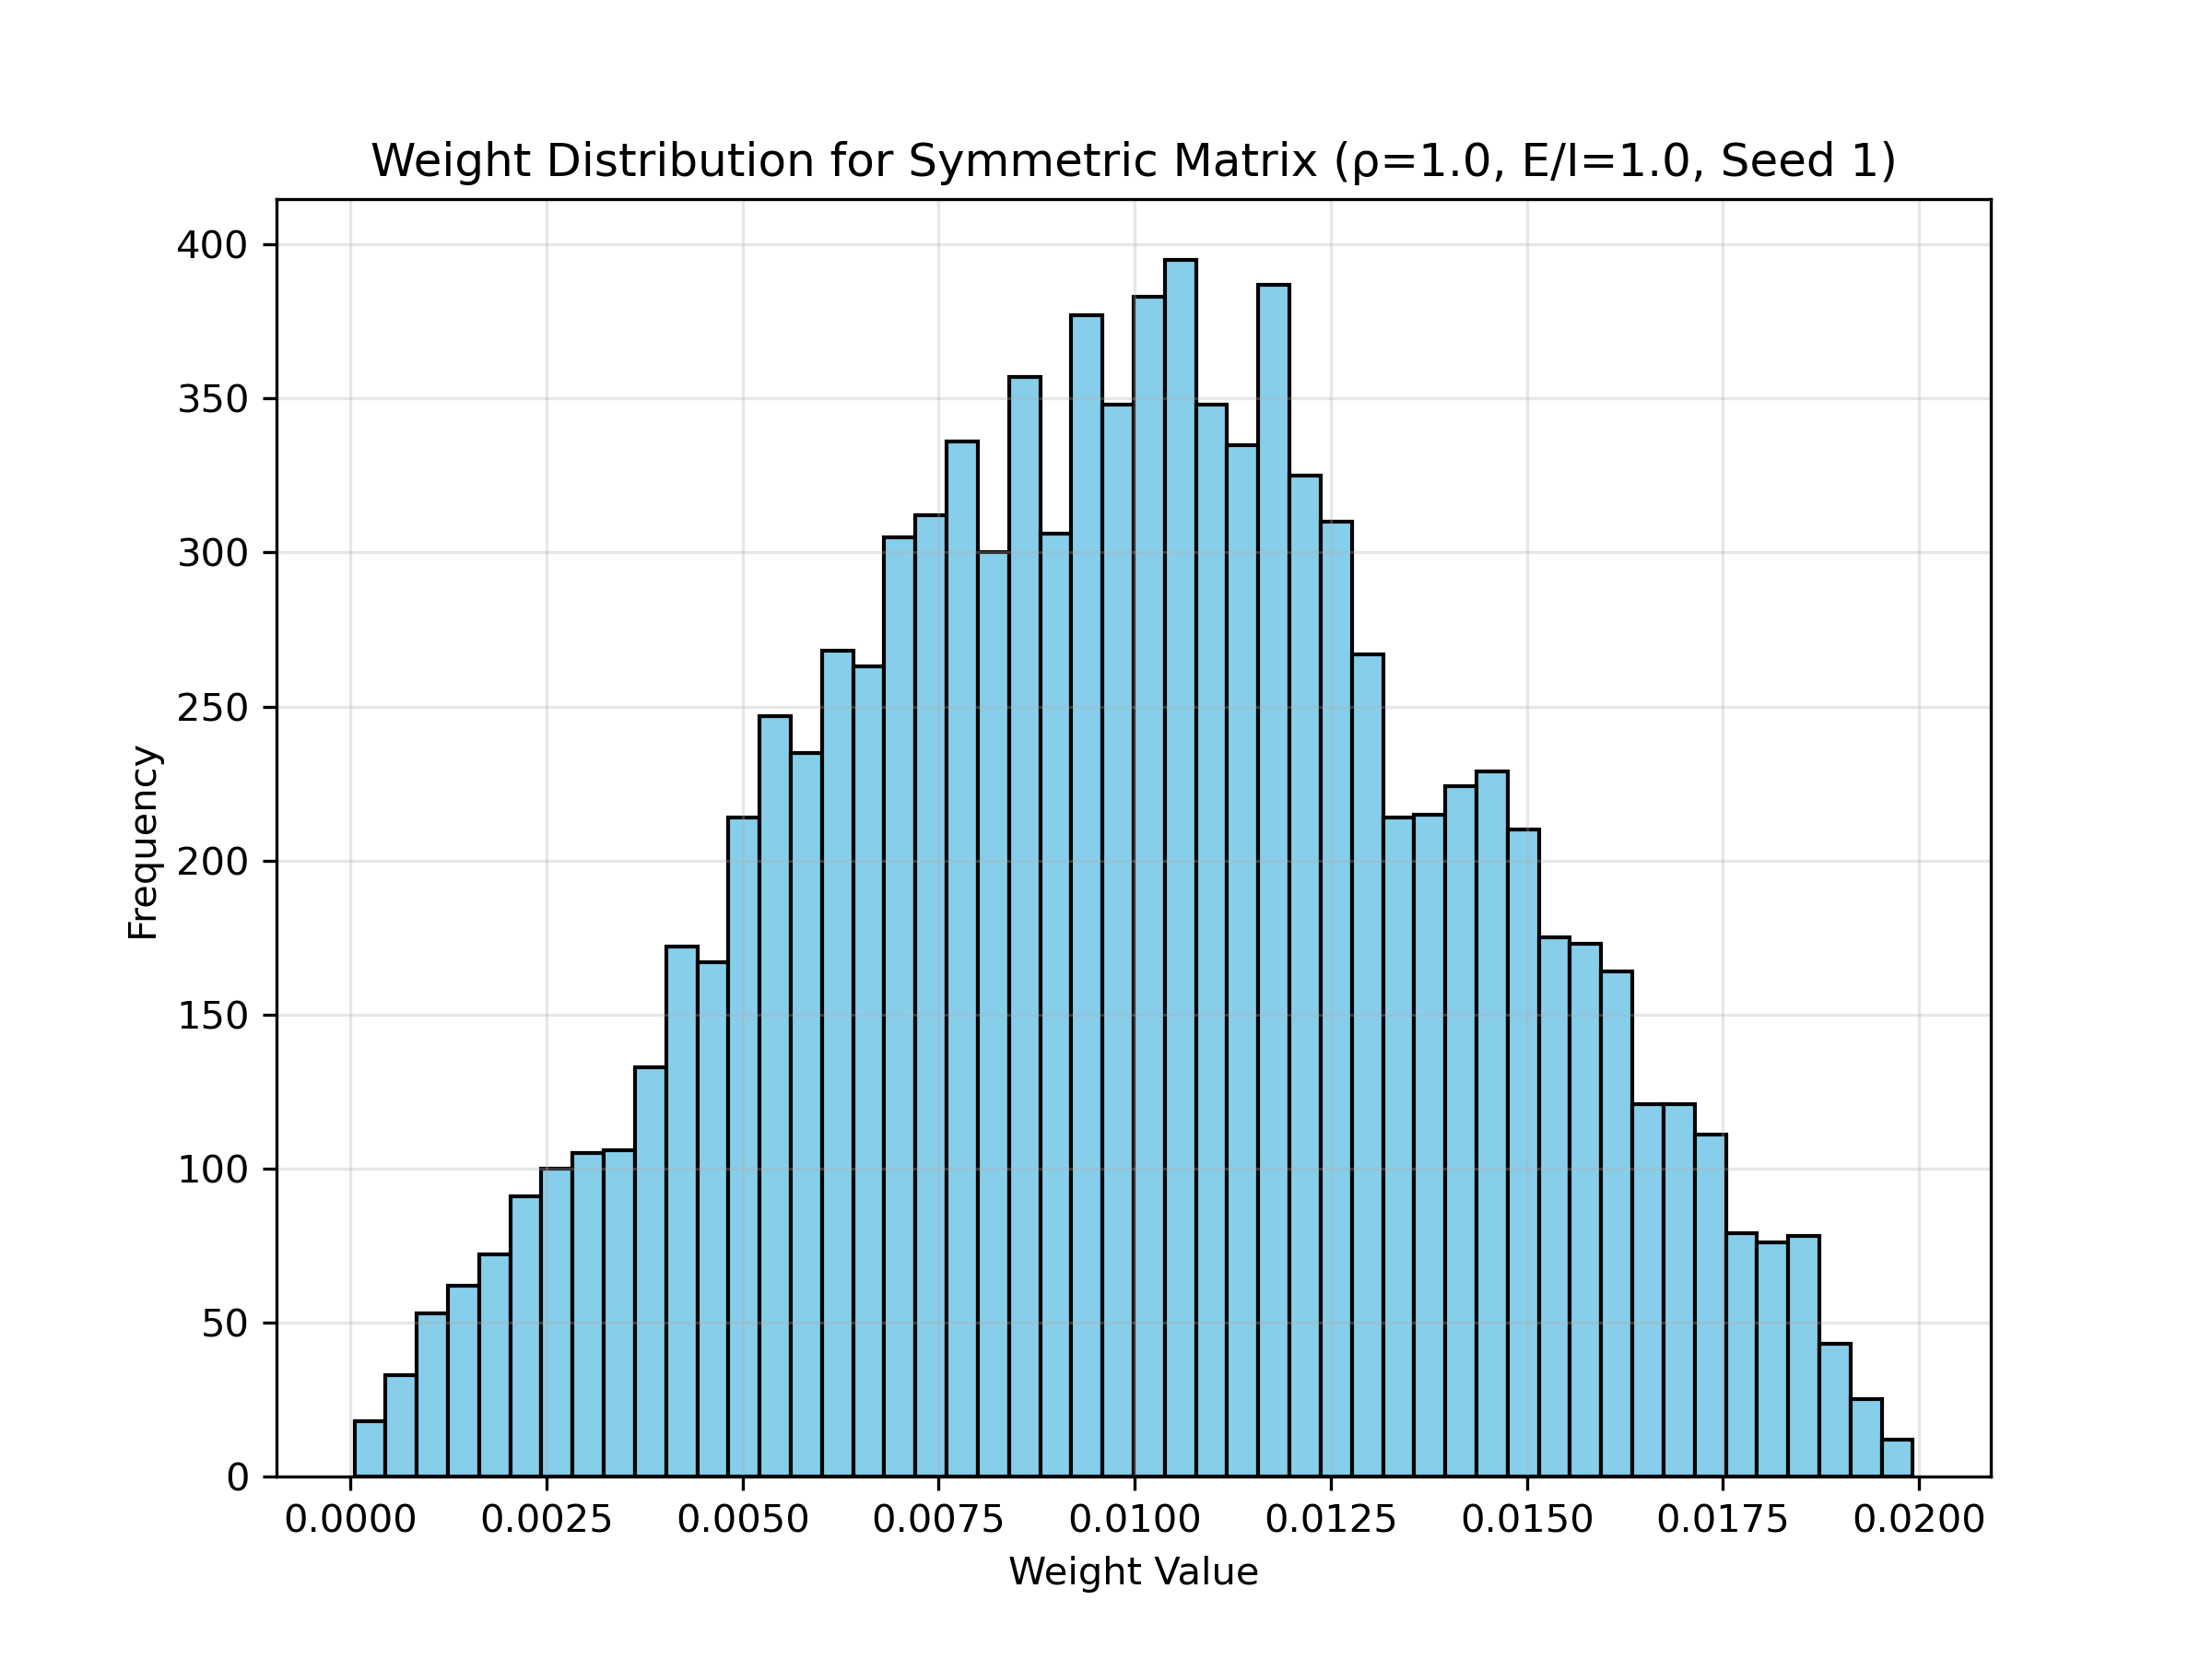 Weight Distribution for Symmetric Matrix (ρ=1.0, E/I=1.0, Seed 1)
400
350
300
250
200
150
100
50
0
Frequency
0.0000 0.0025 0.0050 0.0075 0.0100 0.0125 0.0150 0.0175 0.0200
Weight Value